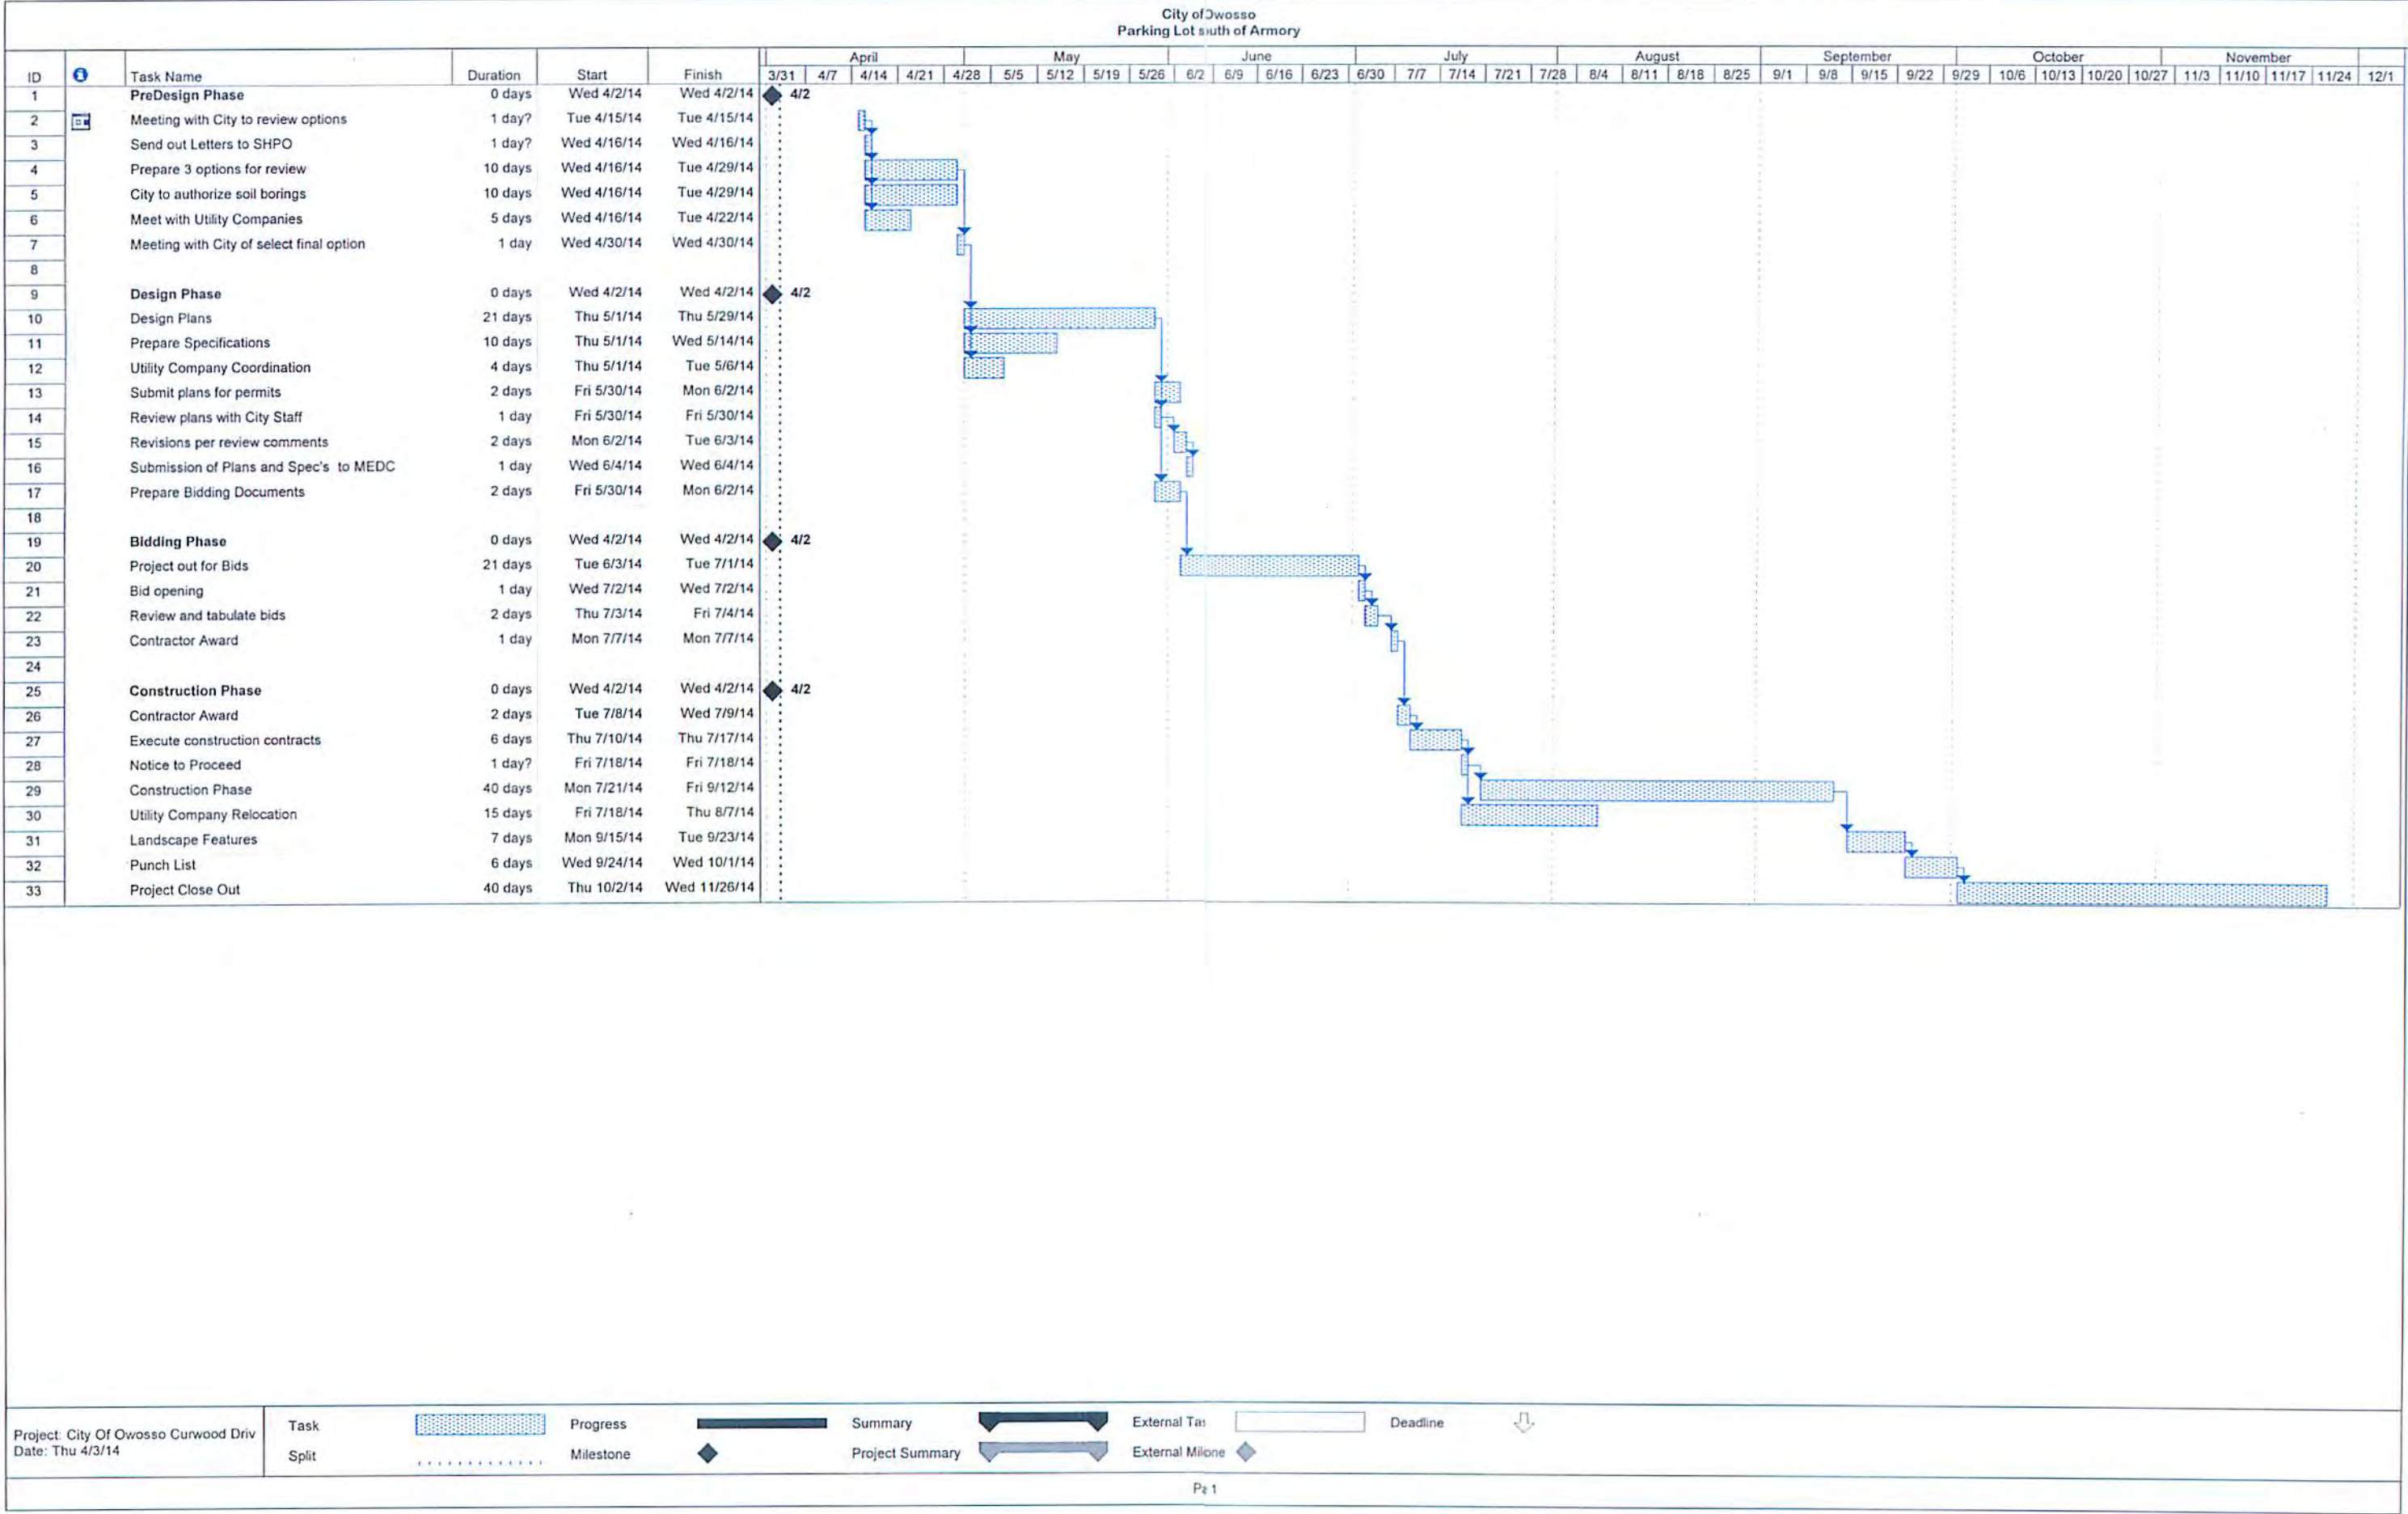 City of Owosso
Parking Lot south of Armory
April May June July August September October November
ID Task Name Duration Start Finish 3/31 4/7 4/14 4/21 4/28 5/5 5/12 5/19 5/26 6/2 6/9 6/16 6/23 6/30 7/7 7/14 7/21 7/28 8/4 8/11 8/18 8/25 9/1 9/8 9/15 9/22 9/29 10/6 10/13 10/20 10/27 11/3 11/10 11/17 11/24 12/1
1 PreDesign Phase 0 days Wed 4/2/14 Wed 4/2/14 4/2
2 Meeting with City to review options 1 day? Tue 4/15/14 Tue 4/15/14
3 Send out Letters to SHPO 1 day? Wed 4/16/14 Wed 4/16/14
4 Prepare 3 options for review 10 days Wed 4/16/14 Tue 4/29/14
5 City to authorize soil borings 10 days Wed 4/16/14 Tue 4/29/14
6 Meet with Utility Companies 5 days Wed 4/16/14 Tue 4/22/14
7 Meeting with City of select final option 1 day Wed 4/30/14 Wed 4/30/14
8
9 Design Phase 0 days Wed 4/2/14 Wed 4/2/14 4/2
10 Design Plans 21 days Thu 5/1/14 Thu 5/29/14
11 Prepare Specifications 10 days Thu 5/1/14 Wed 5/14/14
12 Utility Company Coordination 4 days Thu 5/1/14 Tue 5/6/14
13 Submit plans for permits 2 days Fri 5/30/14 Mon 6/2/14
14 Review plans with City Staff 1 day Fri 5/30/14 Fri 5/30/14
15 Revisions per review comments 2 days Mon 6/2/14 Tue 6/3/14
16 Submission of Plans and Spec's to MEDC 1 day Wed 6/4/14 Wed 6/4/14
17 Prepare Bidding Documents 2 days Fri 5/30/14 Mon 6/2/14
18
19 Bidding Phase 0 days Wed 4/2/14 Wed 4/2/14 4/2
20 Project out for Bids 21 days Tue 6/3/14 Tue 7/1/14
21 Bid opening 1 day Wed 7/2/14 Wed 7/2/14
22 Review and tabulate bids 2 days Thu 7/3/14 Fri 7/4/14
23 Contractor Award 1 day Mon 7/7/14 Mon 7/7/14
24
25 Construction Phase 0 days Wed 4/2/14 Wed 4/2/14 4/2
26 Contractor Award 2 days Tue 7/8/14 Wed 7/9/14
27 Execute construction contracts 6 days Thu 7/10/14 Thu 7/17/14
28 Notice to Proceed 1 day? Fri 7/18/14 Fri 7/18/14
29 Construction Phase 40 days Mon 7/21/14 Fri 9/12/14
30 Utility Company Relocation 15 days Fri 7/18/14 Thu 8/7/14
31 Landscape Features 7 days Mon 9/15/14 Tue 9/23/14
32 Punch List 6 days Wed 9/24/14 Wed 10/1/14
33 Project Close Out 40 days Thu 10/2/14 Wed 11/26/14
Project: City Of Owosso Curwood Driv
Date: Thu 4/3/14
Task Progress Summary External Tas Deadline
Split Milestone Project Summary External Milone
Pa 1